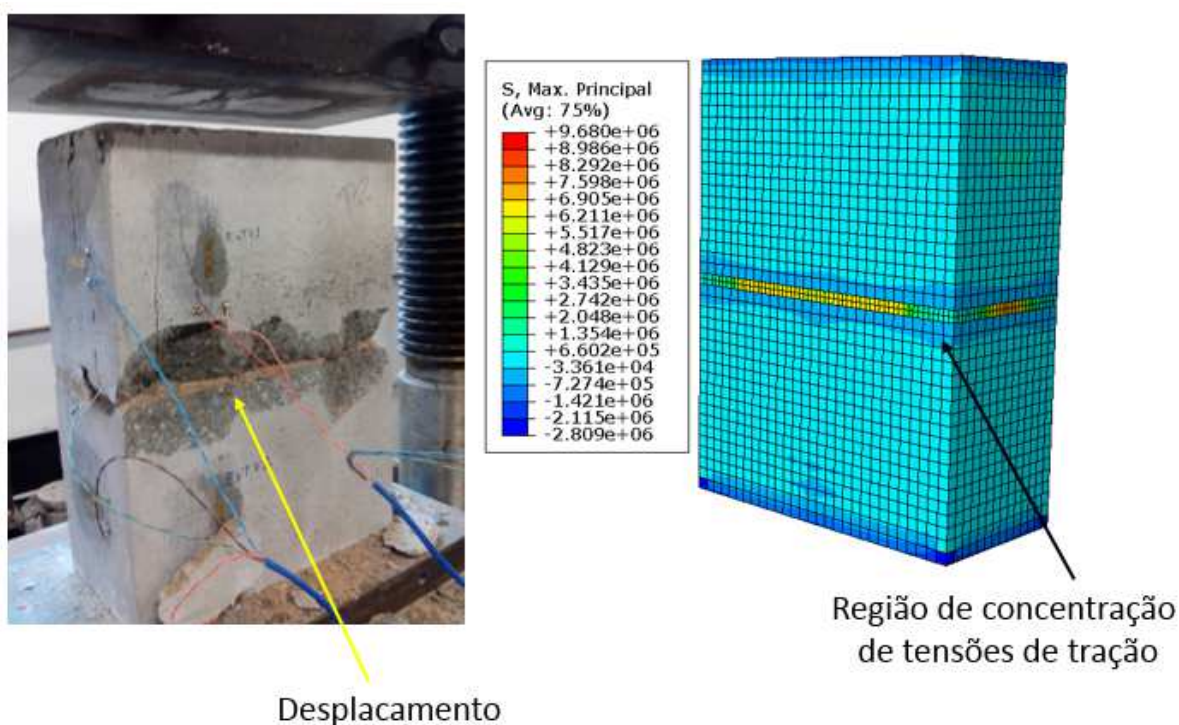 S, Max. Principal
(Avg: 75%)
+9.680e+06
+8.986e+06
+8.292e+06
+7.598e+06
+6.905e+06
+6.211e+06
+5.517e+06
+4.823e+06
+4.129e+06
+3.435e+06
+2.742e+06
+2.048e+06
+1.354e+06
+6.602e+05
-3.361e+04
-7.274e+05
-1.421e+06
-2.115e+06
-2.809e+06
Região de concentração
de tensões de tração
Desplacamento